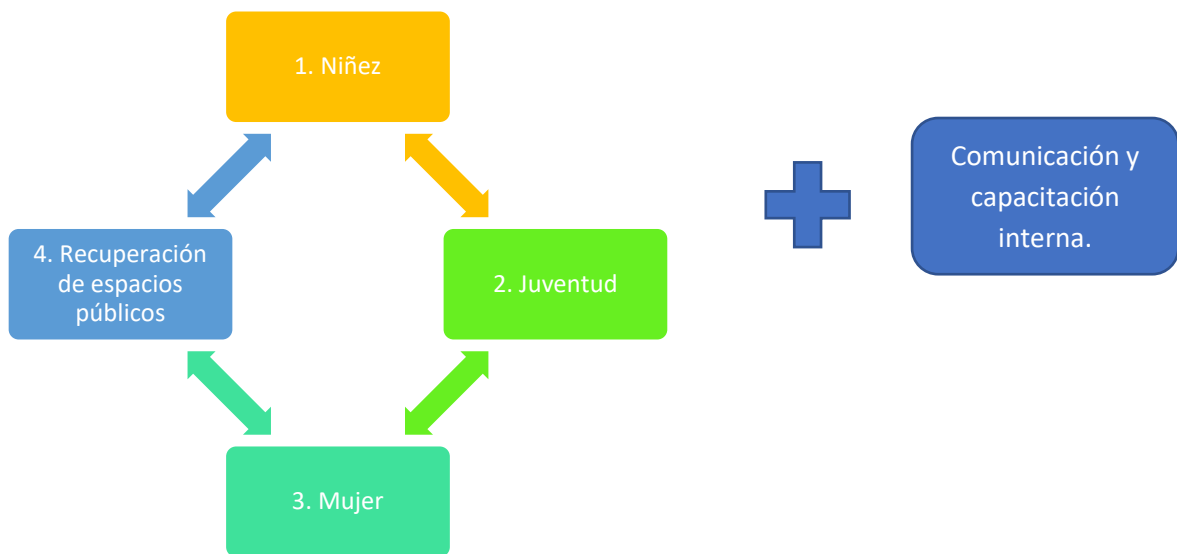 1. Niñez
Comunicación y
capacitación
interna.
4. Recuperación
de espacios
públicos
2. Juventud
3. Mujer